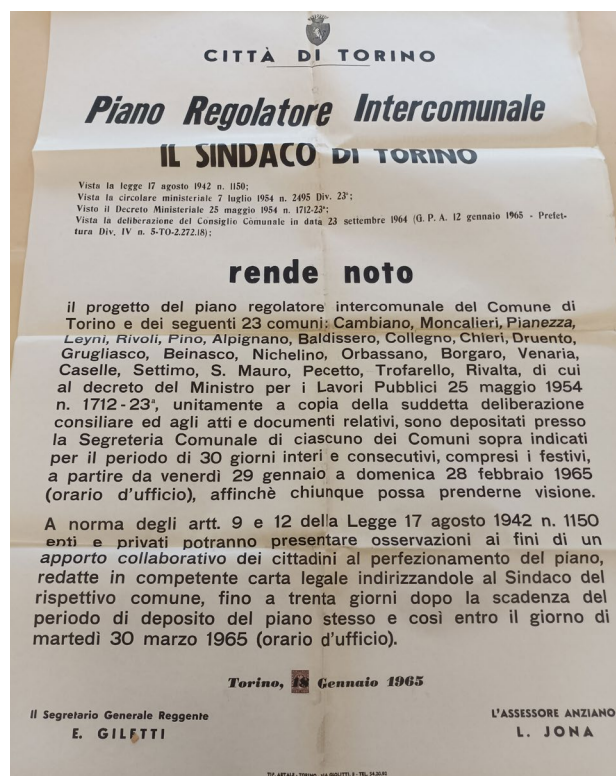 CITTÀ DI TORINO
Piano Regolatore Intercomunale
IL SINDACO DI TORINO
Vista la legge 17 agosto 1942 n. 1150;
Vista la circolare ministeriale 7 luglio 1954 n. 2495 Div. 23ª;
Visto il Decreto Ministeriale 25 maggio 1954 n. 1712-23ª;
Vista la deliberazione del Consiglio Comunale in data 23 settembre 1964 (G. P. A. 12 gennaio 1965 - Prefet-
tura Div. IV n. 5-TO-2.272.18);
rende noto
il progetto del piano regolatore intercomunale del Comune di
Torino e dei seguenti 23 comuni: Cambiano, Moncalieri, Pianezza,
Leyni, Rivoli, Pino, Alpignano, Baldissero, Collegno, Chieri, Druento,
Grugliasco, Beinasco, Nichelino, Orbassano, Borgaro, Venaria,
Caselle, Settimo, S. Mauro, Pecetto, Trofarello, Rivalta, di cui
al decreto del Ministro per i Lavori Pubblici 25 maggio 1954
n. 1712-23ª, unitamente a copia della suddetta deliberazione
consiliare ed agli atti e documenti relativi, sono depositati presso
la Segreteria Comunale di ciascuno dei Comuni sopra indicati
per il periodo di 30 giorni interi e consecutivi, compresi i festivi,
a partire da venerdì 29 gennaio a domenica 28 febbraio 1965
(orario d'ufficio), affinchè chiunque possa prenderne visione.
A norma degli artt. 9 e 12 della Legge 17 agosto 1942 n. 1150
enti e privati potranno presentare osservazioni ai fini di un
apporto collaborativo dei cittadini al perfezionamento del piano,
redatte in competente carta legale indirizzandole al Sindaco del
rispettivo comune, fino a trenta giorni dopo la scadenza del
periodo di deposito del piano stesso e così entro il giorno di
martedì 30 marzo 1965 (orario d'ufficio).
Torino, 18 Gennaio 1965
Il Segretario Generale Reggente
E. GILETTI
L'ASSESSORE ANZIANO
L. JONA
TIP. ARTALE - TORINO, VIA GIOLITTI, 5 - TEL.